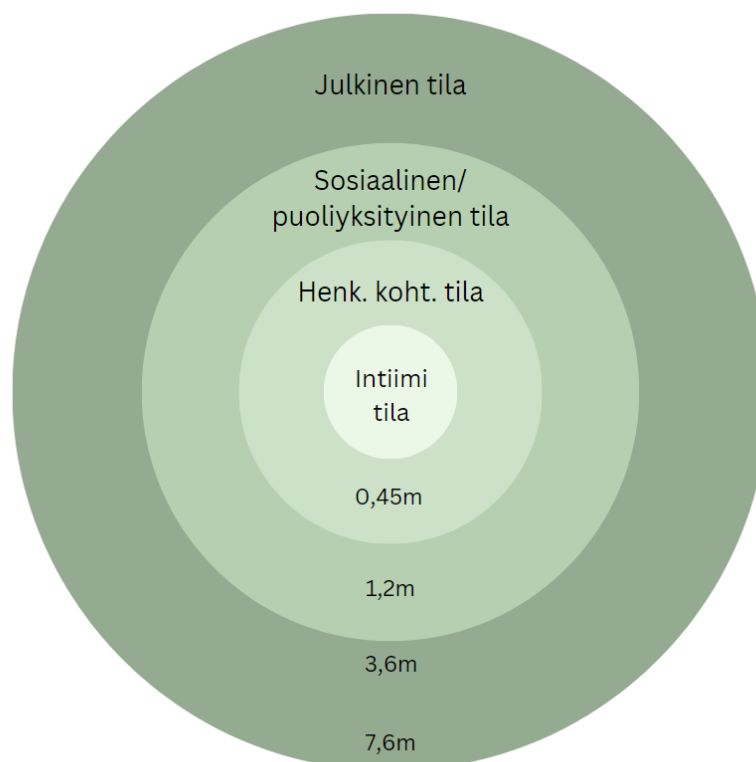 Julkinen tila
Sosiaalinen/
puoliyksityinen tila
Henk. koht. tila
Intiimi
tila
0,45m
1,2m
3,6m
7,6m